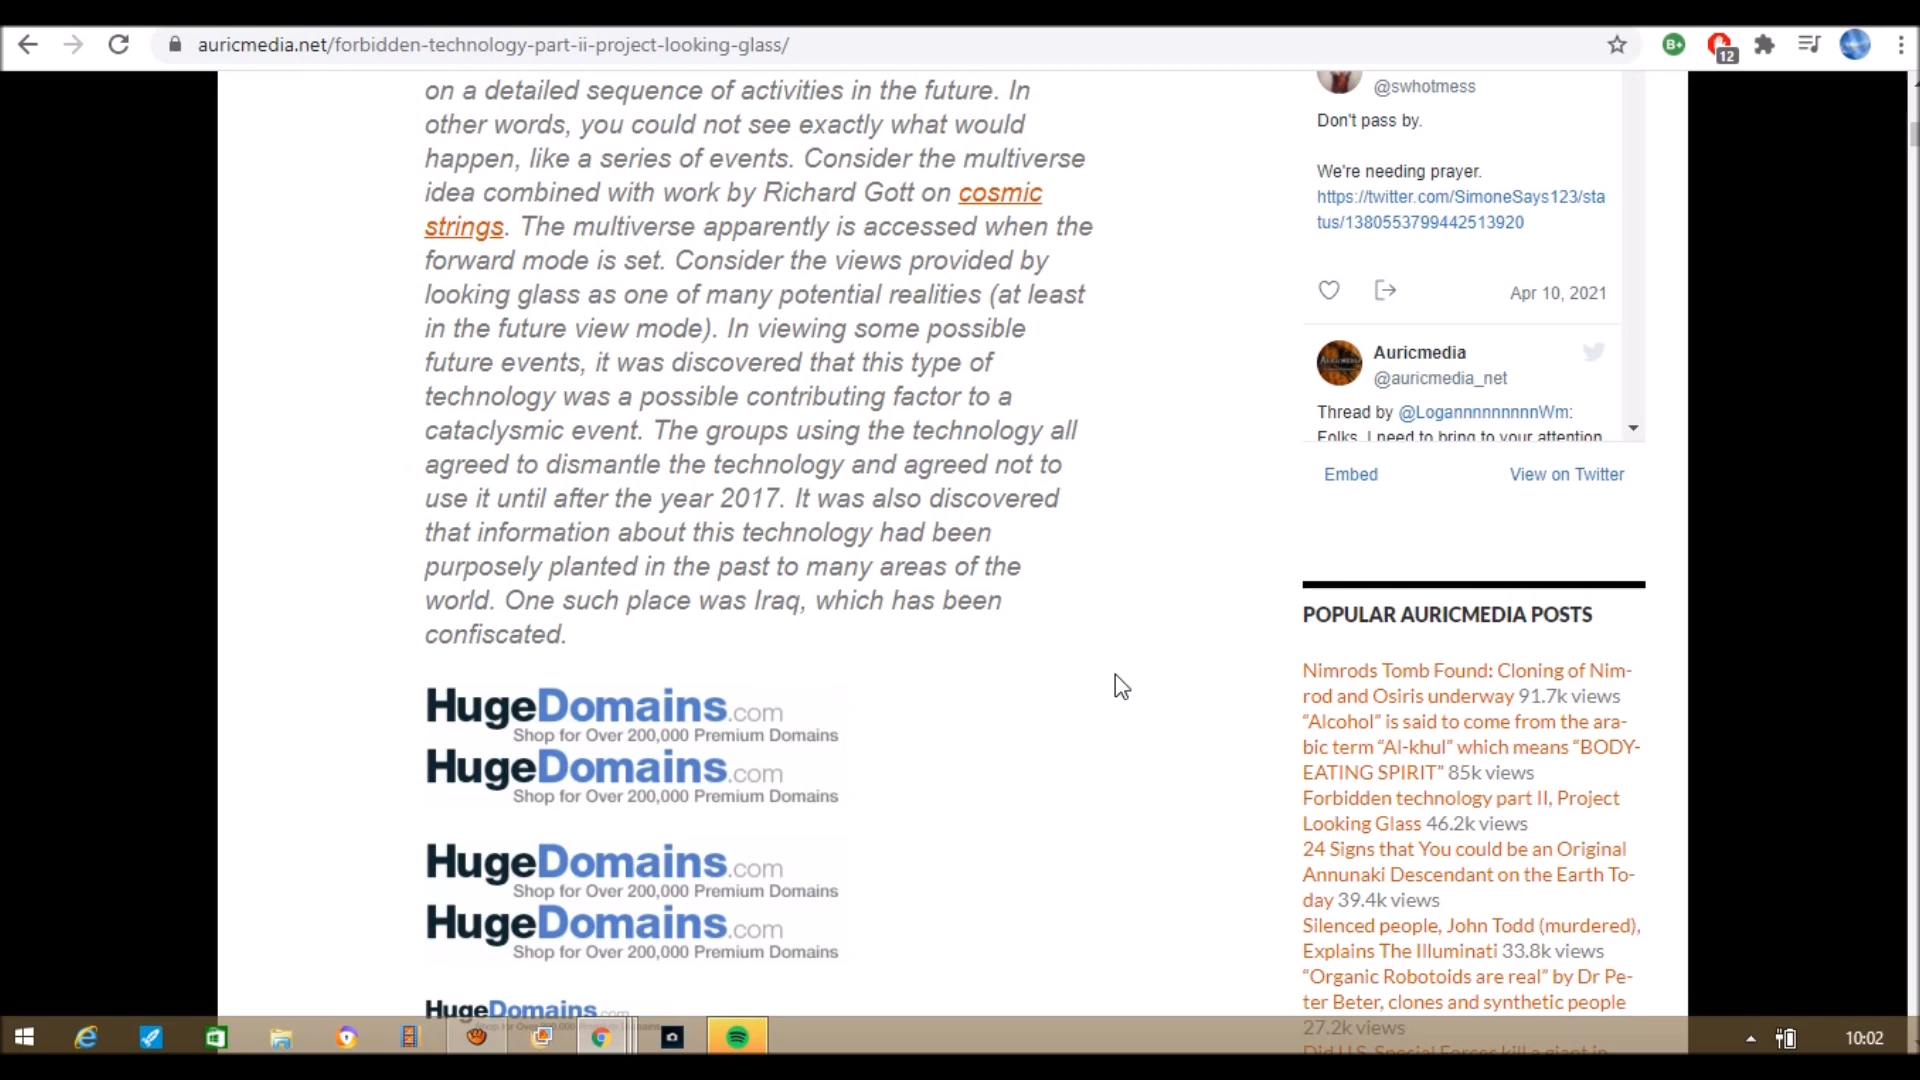 auricmedia.net/forbidden-technology-part-ii-project-looking-glass/
12
on a detailed sequence of activities in the future. In
other words, you could not see exactly what would
happen, like a series of events. Consider the multiverse
idea combined with work by Richard Gott on cosmic
strings. The multiverse apparently is accessed when the
forward mode is set. Consider the views provided by
looking glass as one of many potential realities (at least
in the future view mode). In viewing some possible
future events, it was discovered that this type of
technology was a possible contributing factor to a
cataclysmic event. The groups using the technology all
agreed to dismantle the technology and agreed not to
use it until after the year 2017. It was also discovered
that information about this technology had been
purposely planted in the past to many areas of the
world. One such place was Iraq, which has been
confiscated.
HugeDomains.com
Shop for Over 200,000 Premium Domains
HugeDomains.com
Shop for Over 200,000 Premium Domains
HugeDomains.com
Shop for Over 200,000 Premium Domains
HugeDomains.com
Shop for Over 200,000 Premium Domains
HugeDomains.com
@swhotmess
Don't pass by.
We're needing prayer.
https://twitter.com/SimoneSays123/sta
tus/1380553799442513920
Apr 10, 2021
Auricmedia
@auricmedia_net
Thread by @LogannnnnnnnnWm:
Folks, I need to bring to your attention
Embed
View on Twitter
POPULAR AURICMEDIA POSTS
Nimrods Tomb Found: Cloning of Nim-
rod and Osiris underway 91.7k views
“Alcohol” is said to come from the ara-
bic term “Al-khul” which means “BODY-
EATING SPIRIT” 85k views
Forbidden technology part II, Project
Looking Glass 46.2k views
24 Signs that You could be an Original
Annunaki Descendant on the Earth To-
day 39.4k views
Silenced people, John Todd (murdered),
Explains The Illuminati 33.8k views
“Organic Robotoids are real” by Dr Pe-
ter Beter, clones and synthetic people
27.2k views
Did U.S. Special Forces kill a giant in
10:02